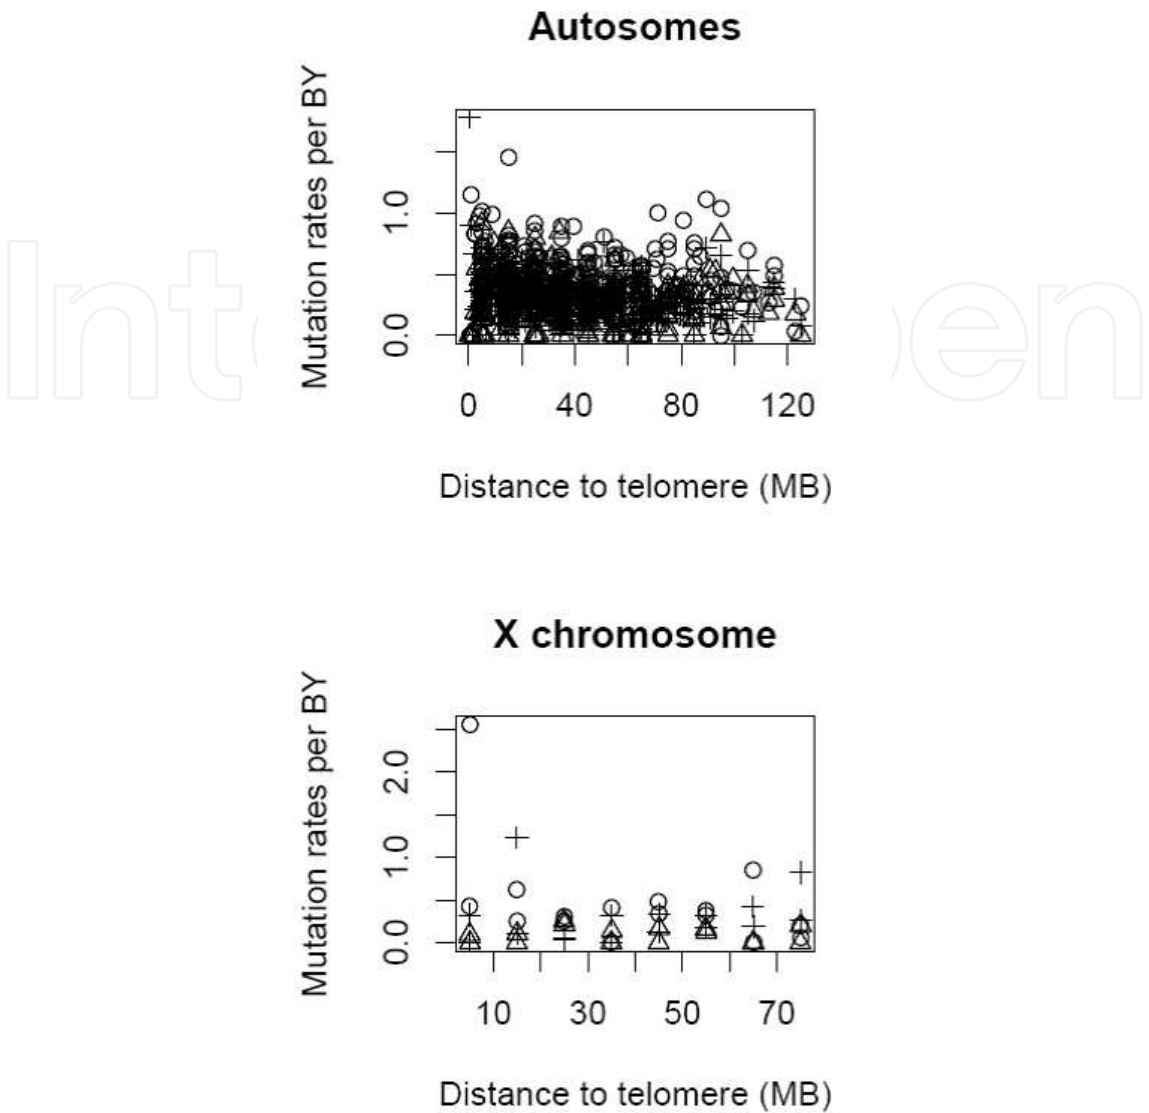 Autosomes
Mutation rates per BY
1.0
0.0
0 40 80 120
Distance to telomere (MB)
X chromosome
Mutation rates per BY
2.0
1.0
0.0
10 30 50 70
Distance to telomere (MB)